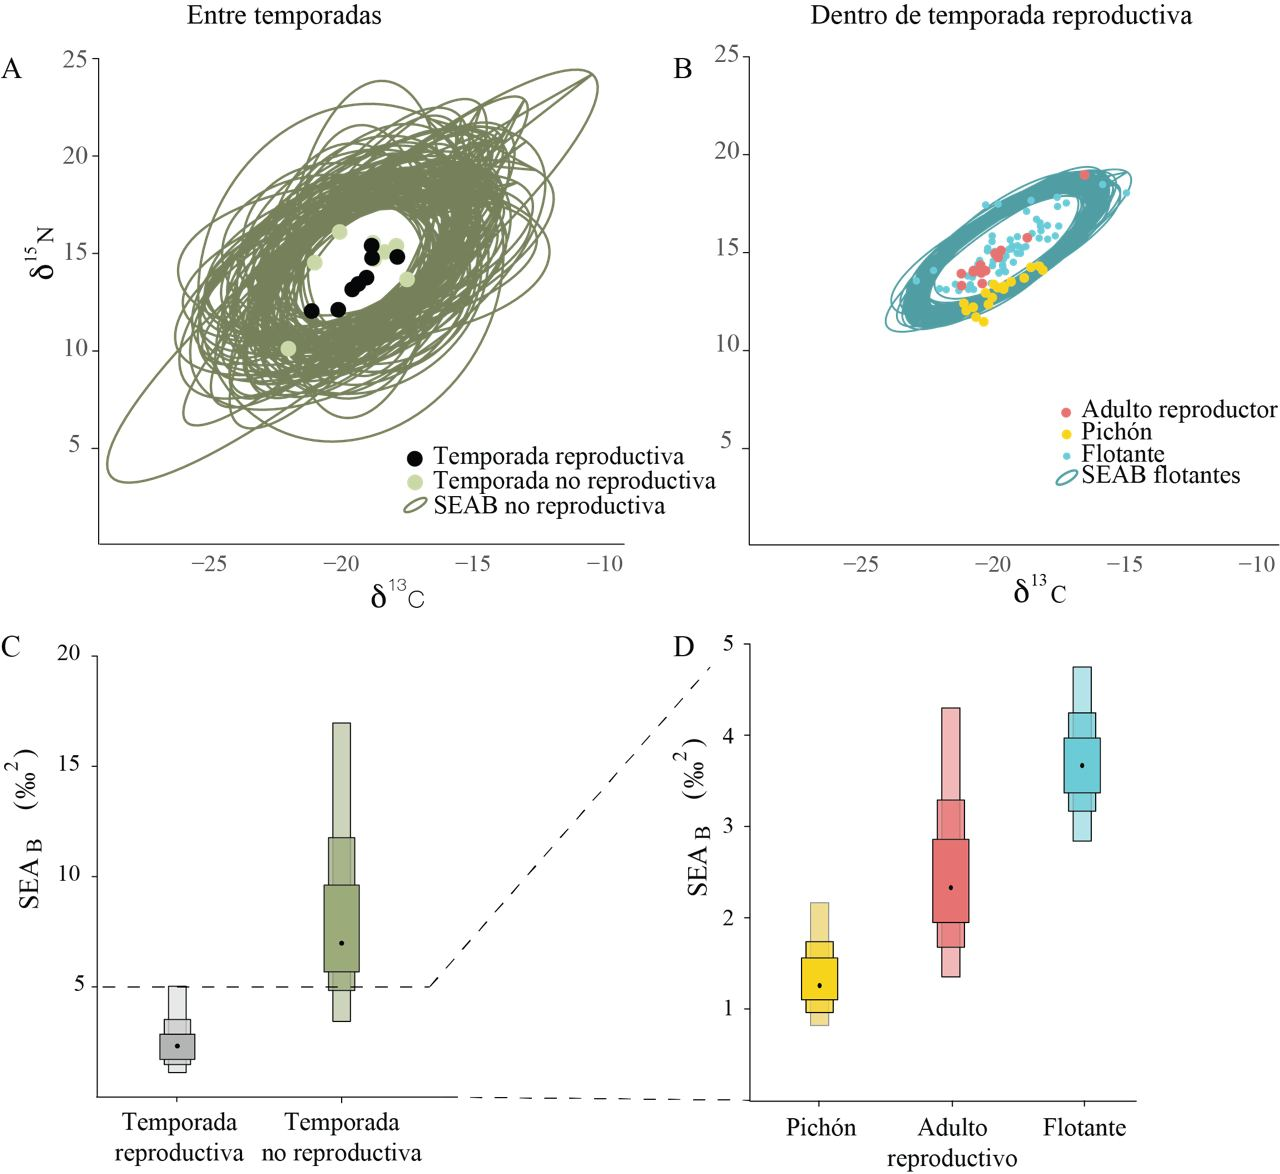 Entre temporadas
Dentro de temporada reproductiva
A
25
20
15
10
5
δ15N
Temporada reproductiva
Temporada no reproductiva
SEAB no reproductiva
−25
−20
−15
−10
δ13C
B
25
20
15
10
5
Adulto reproductor
Pichón
Flotante
SEAB flotantes
−25
−20
−15
−10
δ13C
C
20
15
10
5
SEA B (‰2)
Temporada
reproductiva
Temporada
no reproductiva
D
5
4
3
2
1
SEA B (‰2)
Pichón
Adulto
reproductivo
Flotante